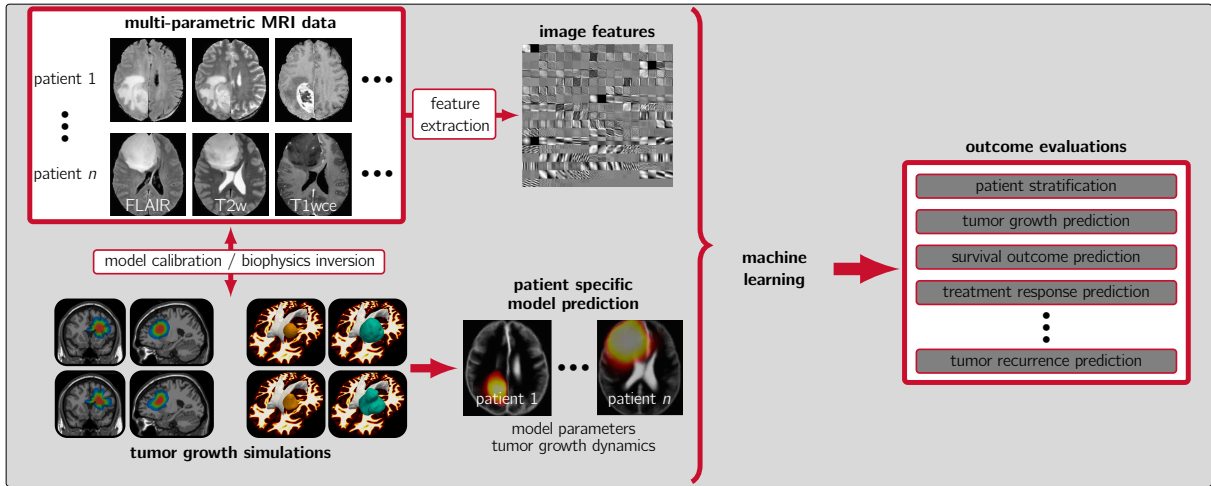 multi-parametric MRI data
patient 1
patient n
FLAIR
T2w
T1wce
feature
extraction
image features
model calibration / biophysics inversion
tumor growth simulations
patient specific
model prediction
patient 1
patient n
model parameters
tumor growth dynamics
machine
learning
outcome evaluations
patient stratification
tumor growth prediction
survival outcome prediction
treatment response prediction
tumor recurrence prediction